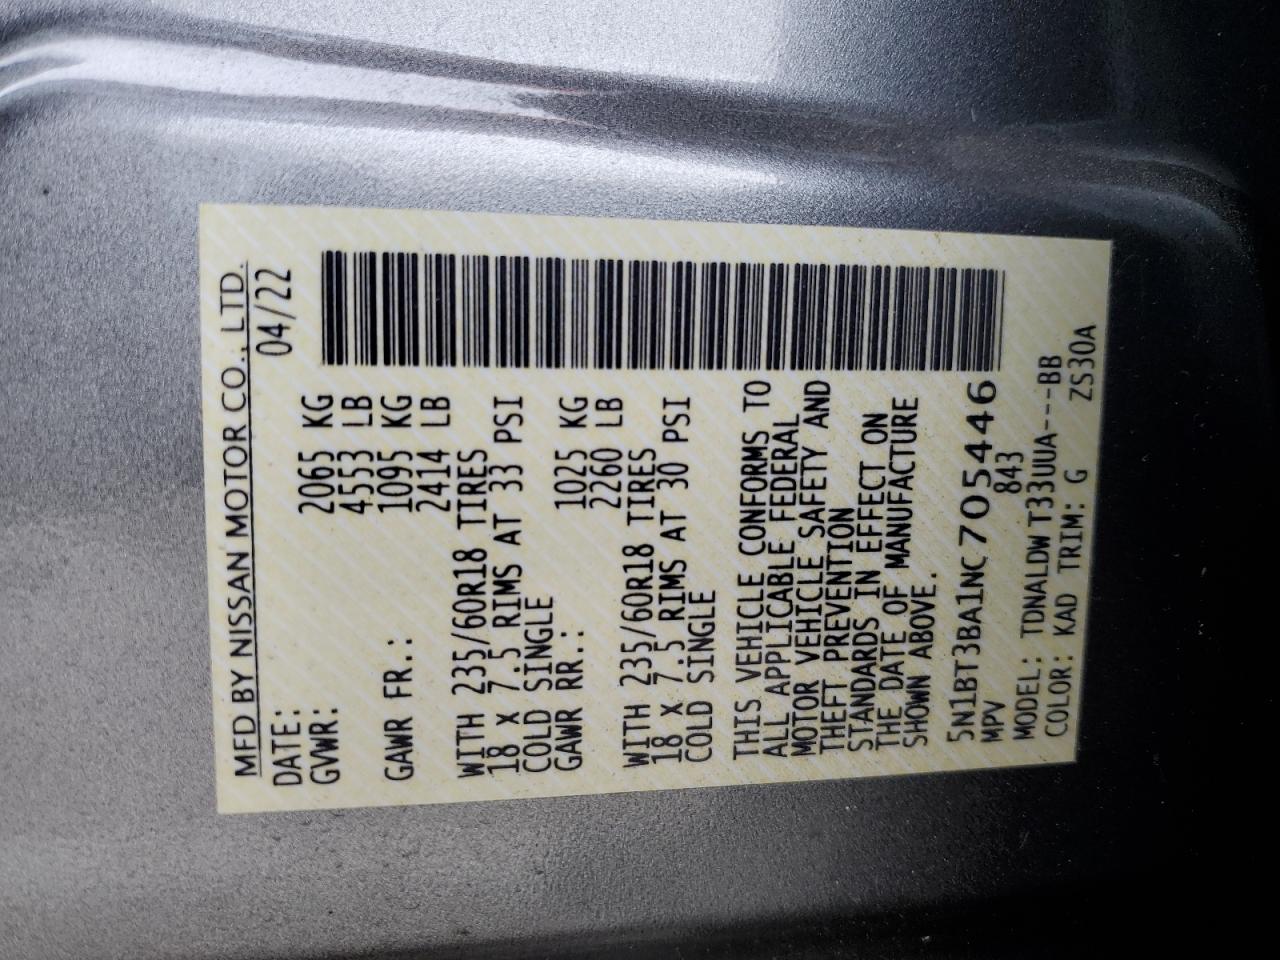 MFD BY NISSAN MOTOR CO., LTD.
DATE: 04/22
GVWR: 2065 KG
4553 LB
GAWR FR.: 1095 KG
2414 LB
WITH 235/60R18 TIRES
18 x 7.5 RIMS AT 33 PSI
COLD SINGLE
GAWR RR.: 1025 KG
2260 LB
WITH 235/60R18 TIRES
18 x 7.5 RIMS AT 30 PSI
COLD SINGLE
THIS VEHICLE CONFORMS TO
ALL APPLICABLE FEDERAL
MOTOR VEHICLE SAFETY AND
THEFT PREVENTION
STANDARDS IN EFFECT ON
THE DATE OF MANUFACTURE
SHOWN ABOVE.
5N1BT3BA1NC705446
MPV 843
MODEL: TDNALDW T33UUA---BB
COLOR: KAD TRIM: G ZS30A